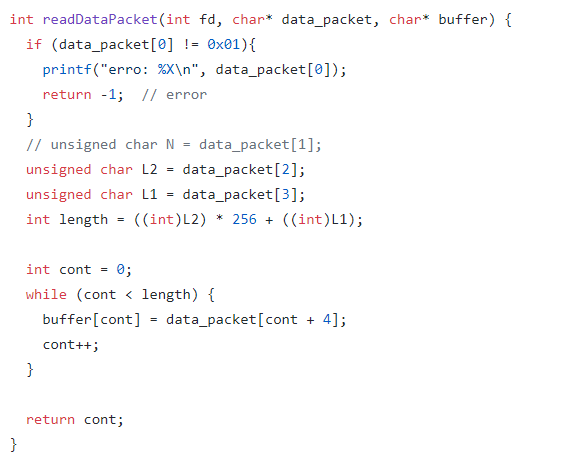 int readDataPacket(int fd, char* data_packet, char* buffer) {
  if (data_packet[0] != 0x01){
    printf("erro: %X\n", data_packet[0]);
    return -1;  // error
  }
  // unsigned char N = data_packet[1];
  unsigned char L2 = data_packet[2];
  unsigned char L1 = data_packet[3];
  int length = ((int)L2) * 256 + ((int)L1);

  int cont = 0;
  while (cont < length) {
    buffer[cont] = data_packet[cont + 4];
    cont++;
  }

  return cont;
}